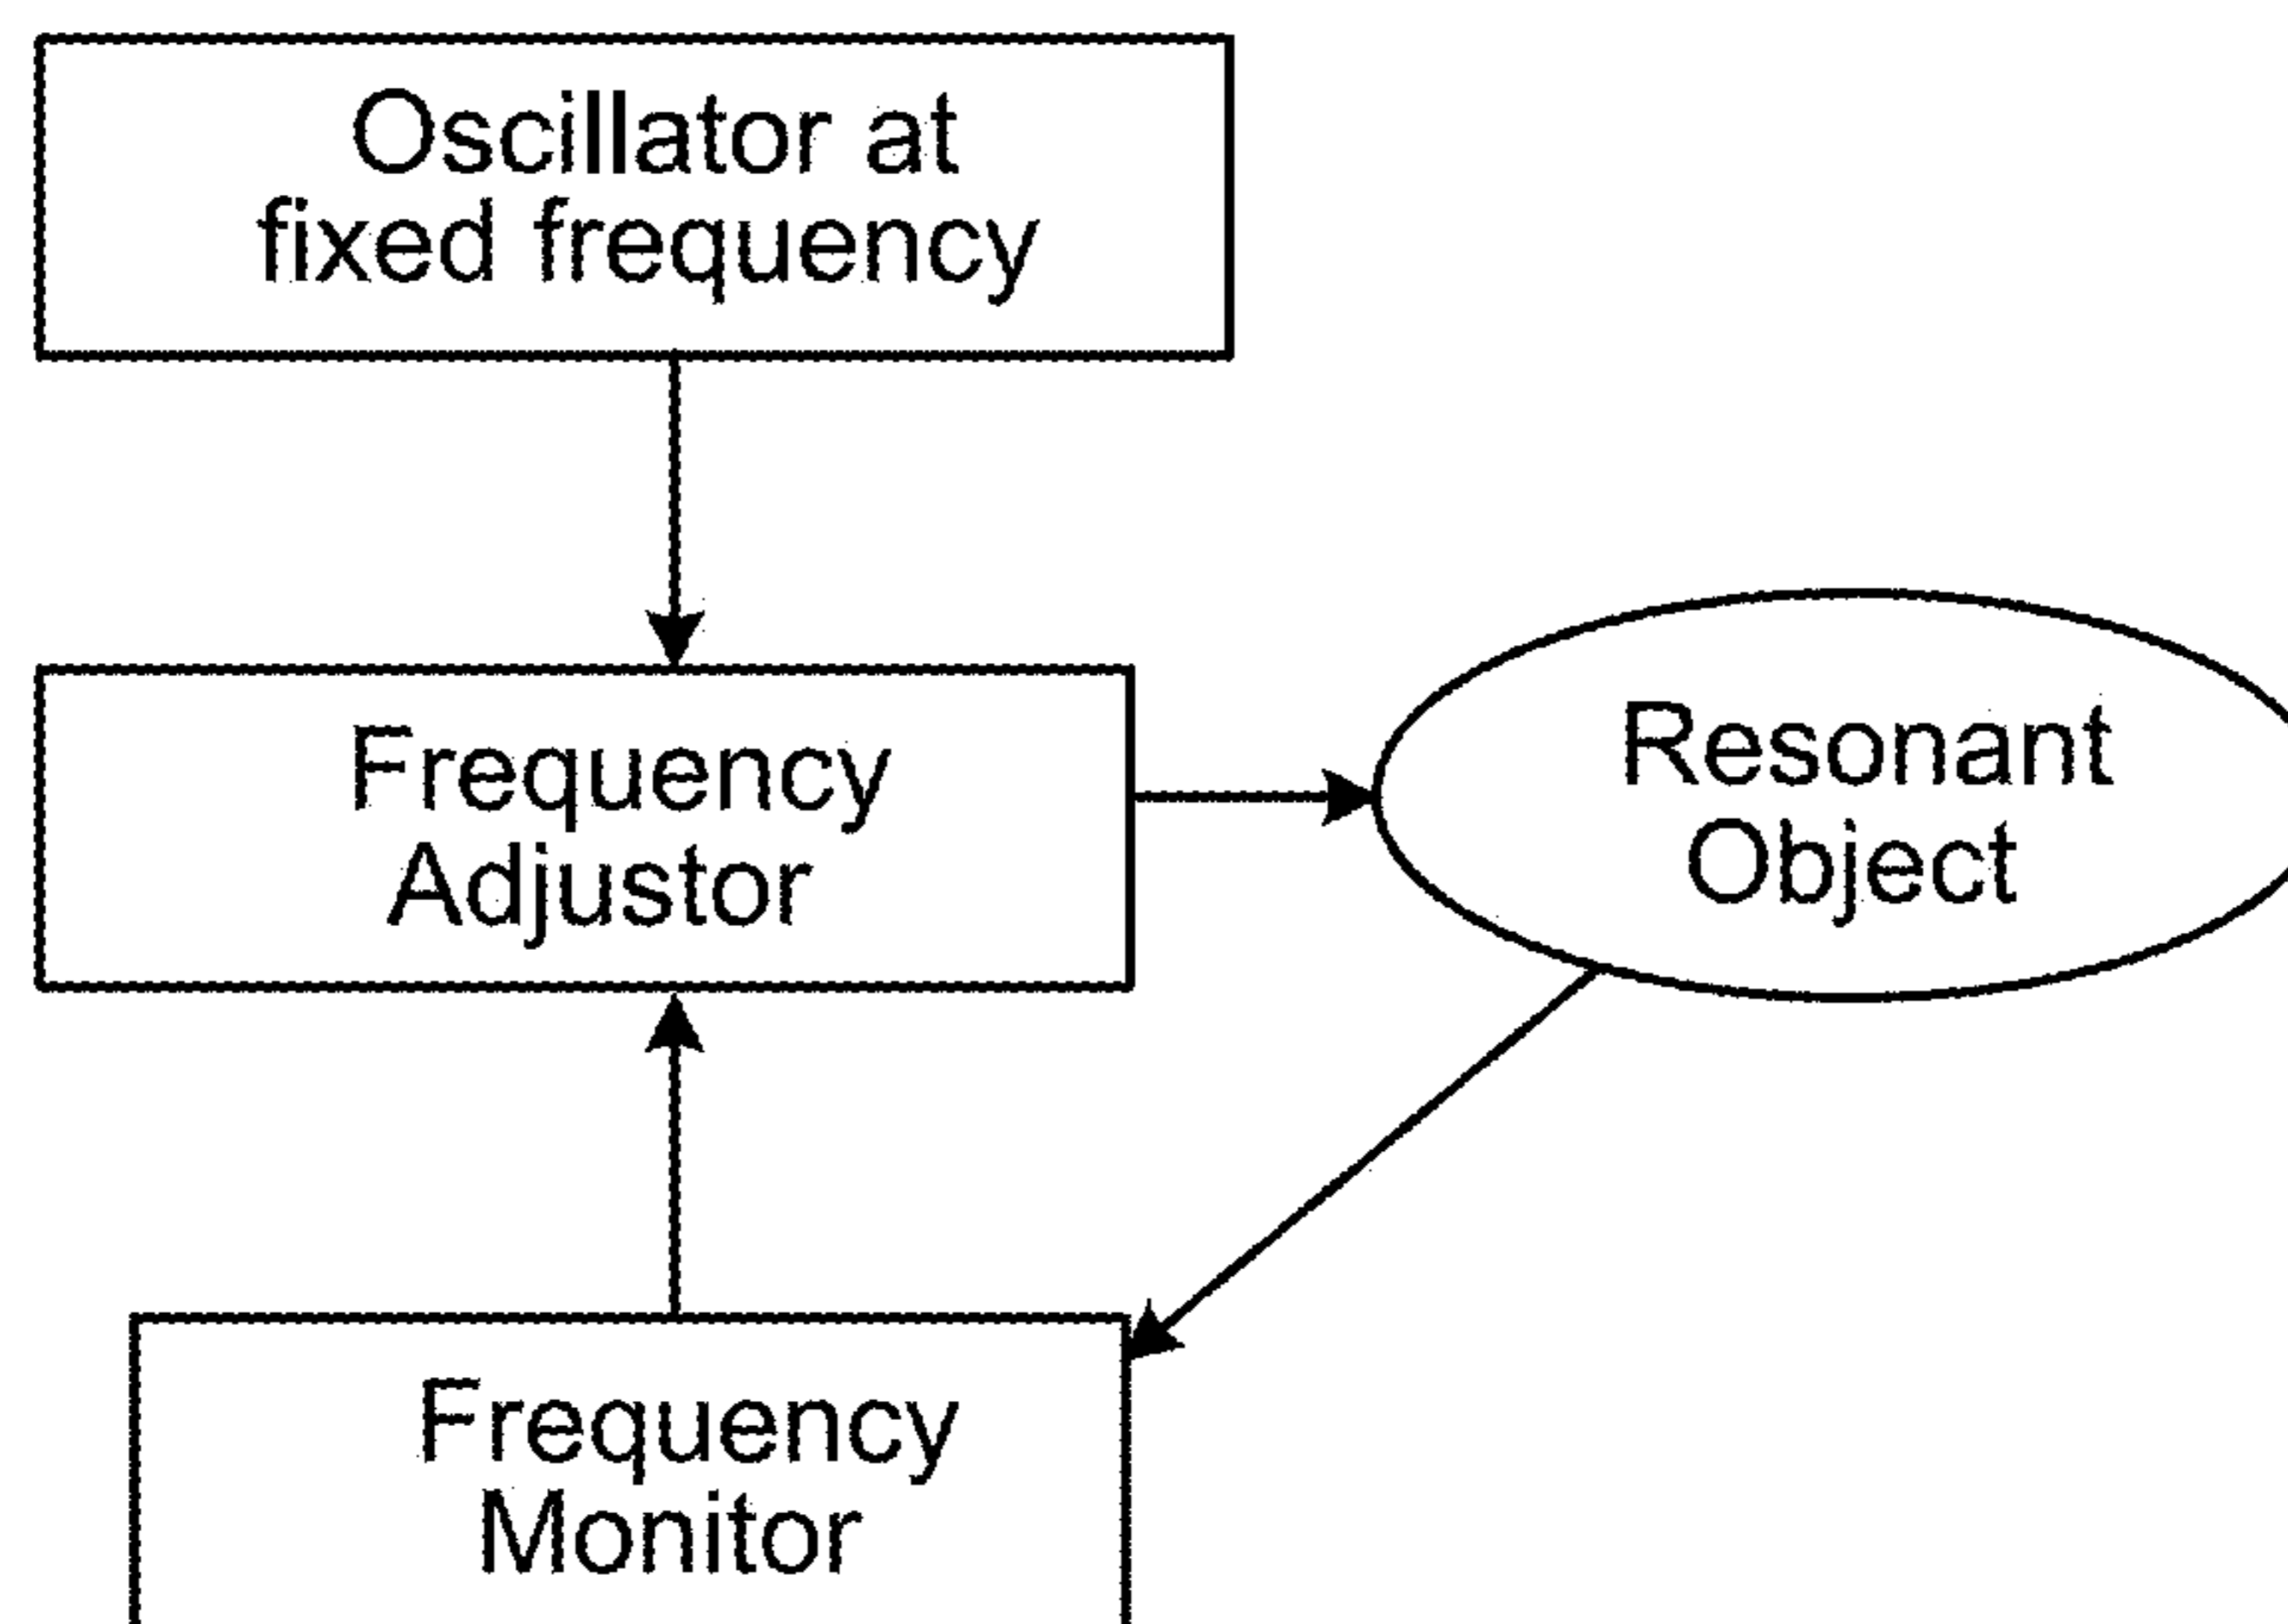 Oscillator at
fixed frequency
Frequency
Adjustor
Resonant
Object
Frequency
Monitor